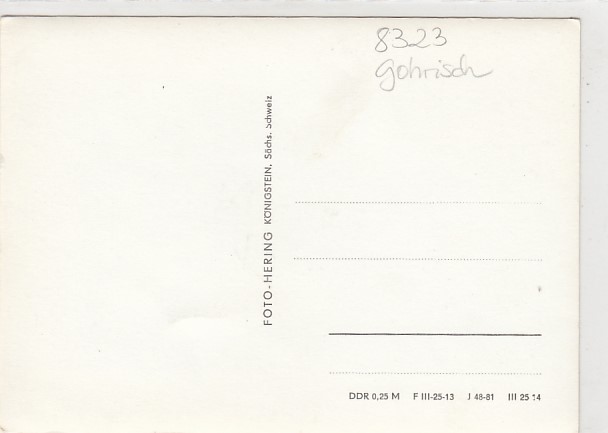 8323
Gohrisch
FOTO-HERING KÖNIGSTEIN, Sächs. Schweiz
DDR 0,25 M F III-25-13 J 48-81 III 25 14